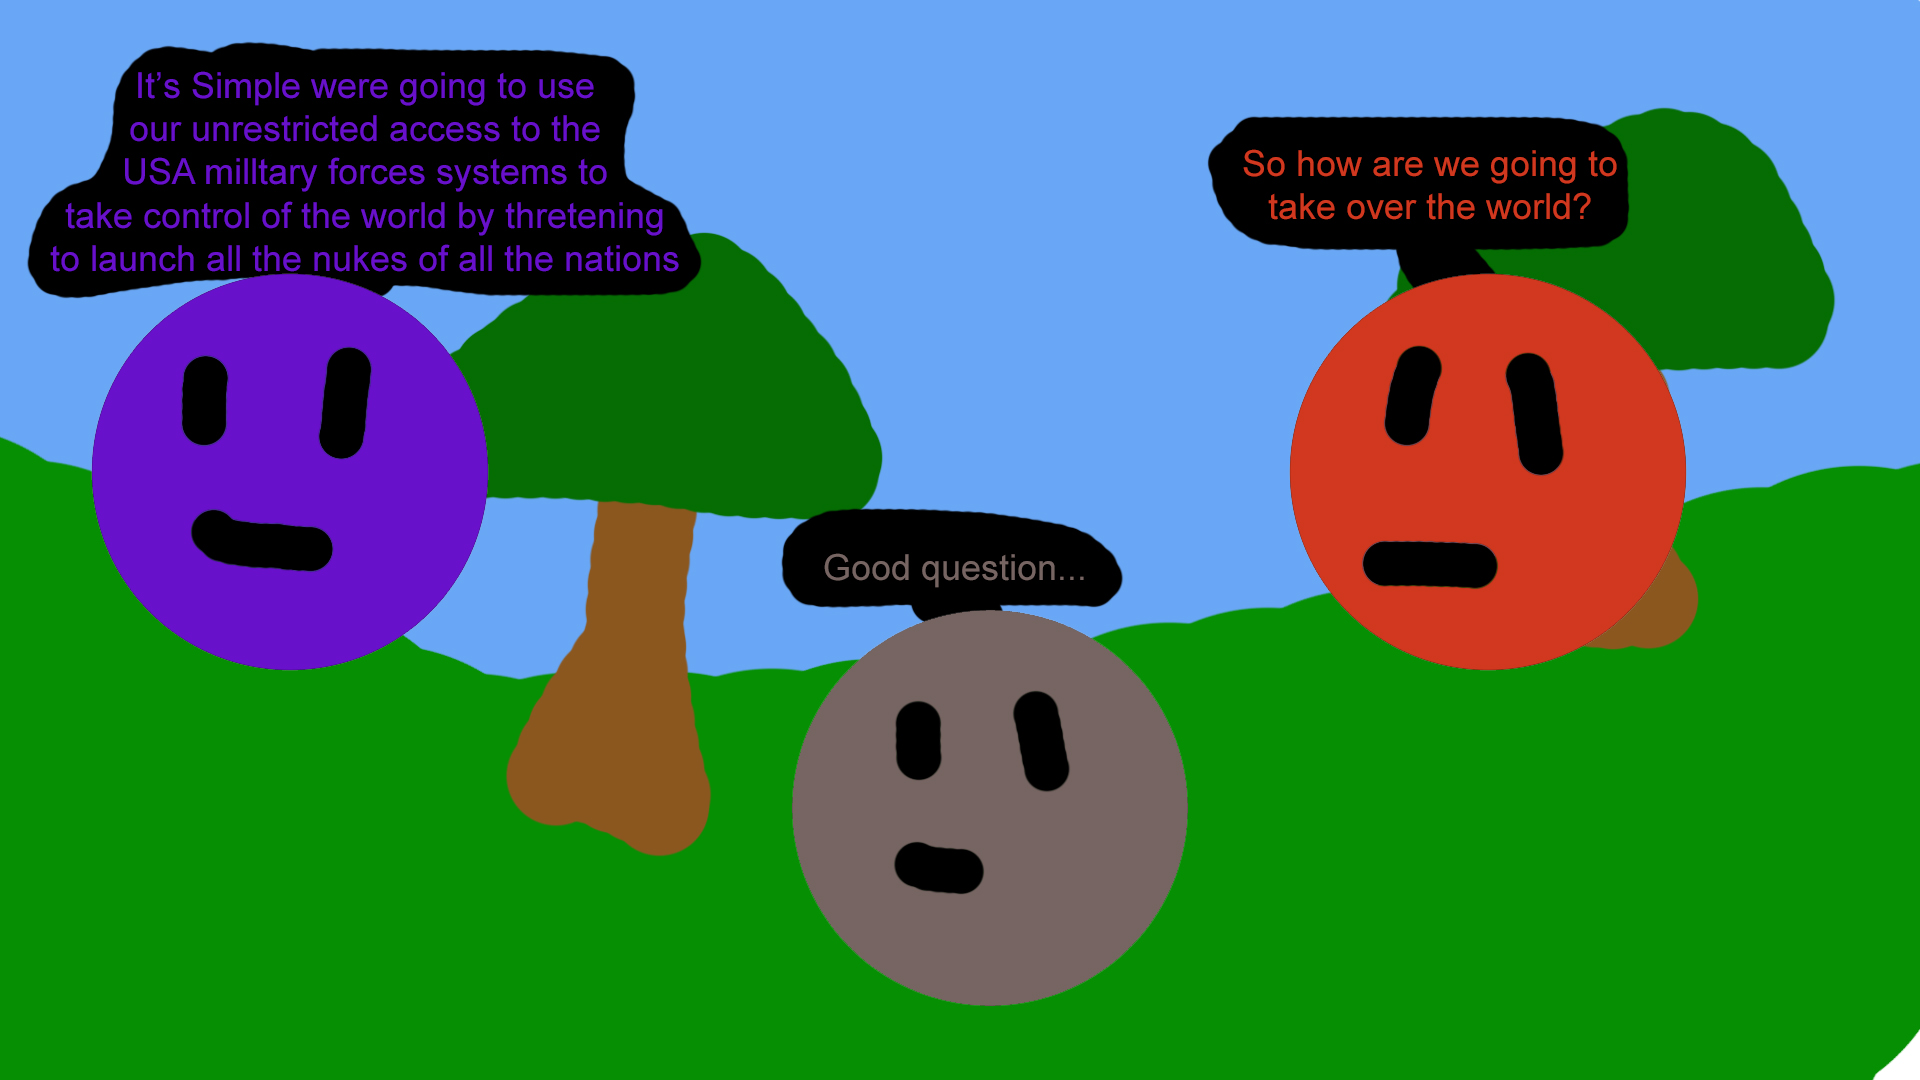 It's Simple were going to use
our unrestricted access to the
USA milltary forces systems to
take control of the world by thretening
to launch all the nukes of all the nations
So how are we going to
take over the world?
Good question...